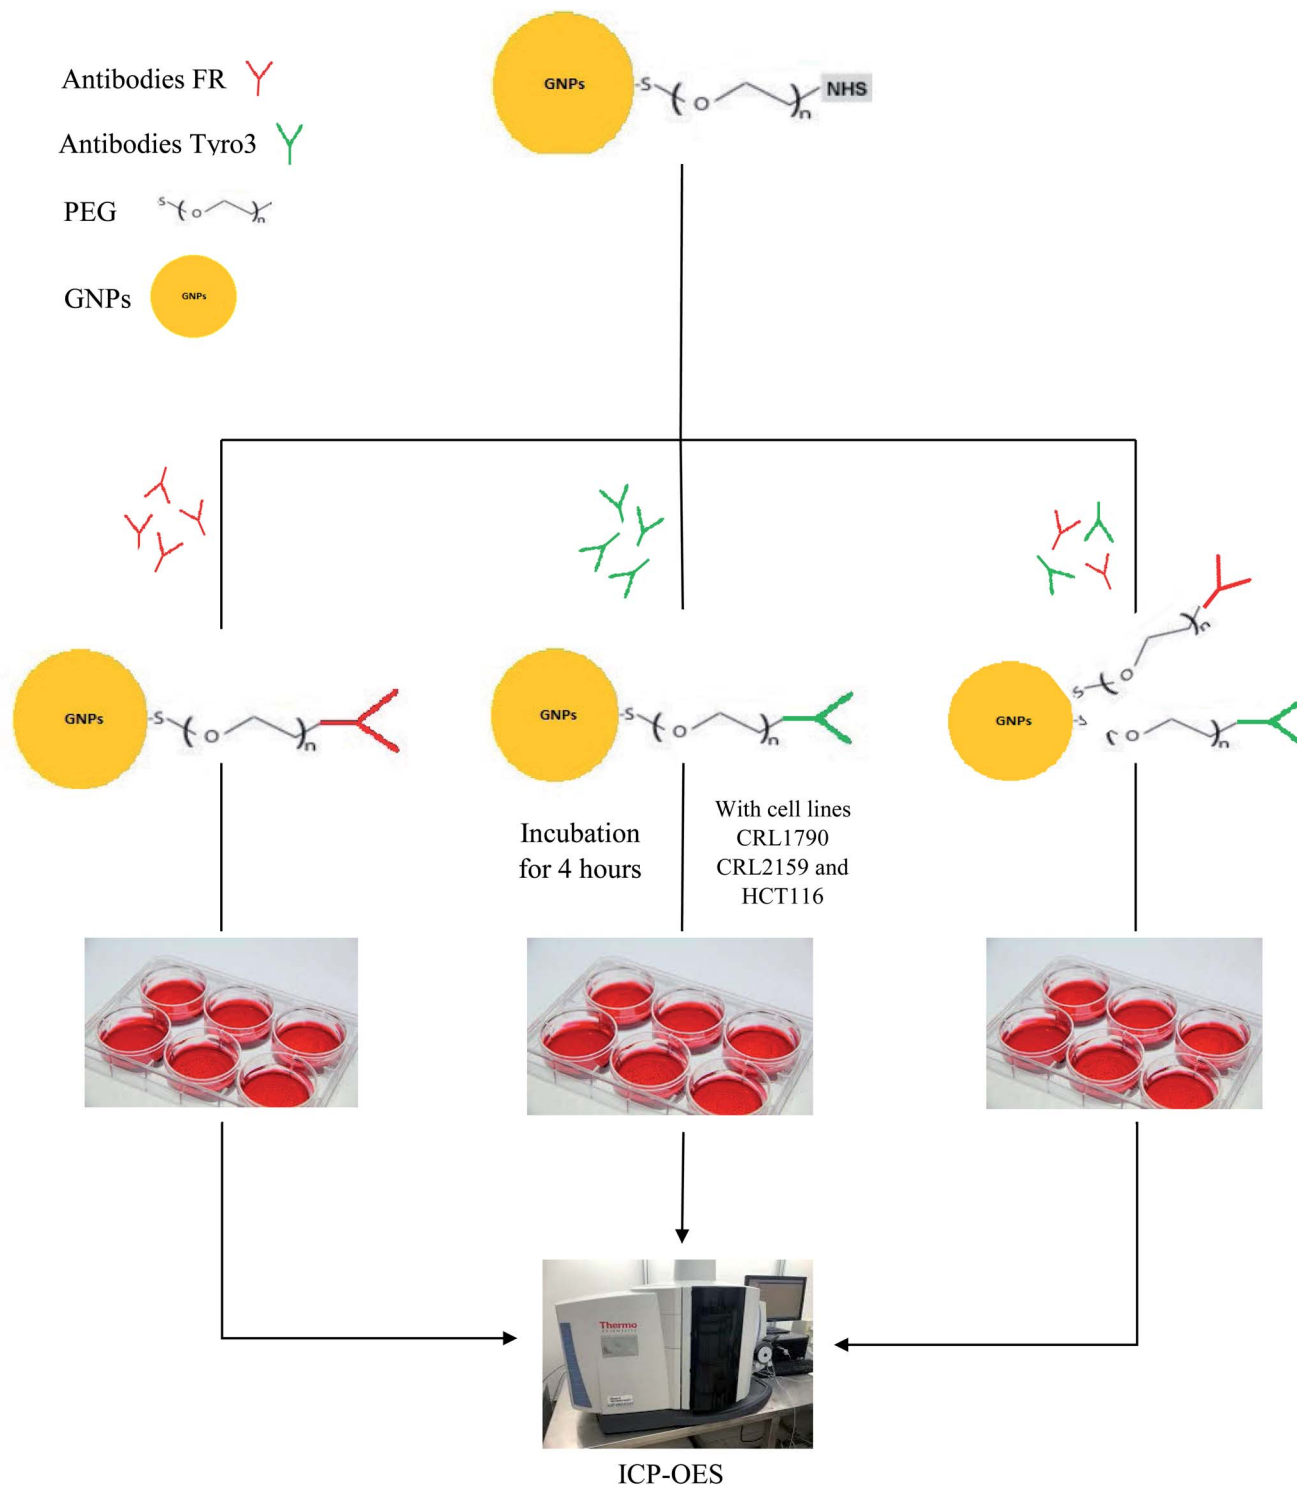 Antibodies FR
Antibodies Tyro3
PEG
S ( O ) n
GNPs
GNPs
GNPs
-S ( O ) n
NHS
GNPs
-S ( O ) n
GNPs
-S ( O ) n
GNPs
S ( O ) n
-S ( O ) n
Incubation
for 4 hours
With cell lines
CRL1790
CRL2159 and
HCT116
Thermo
ICP-OES